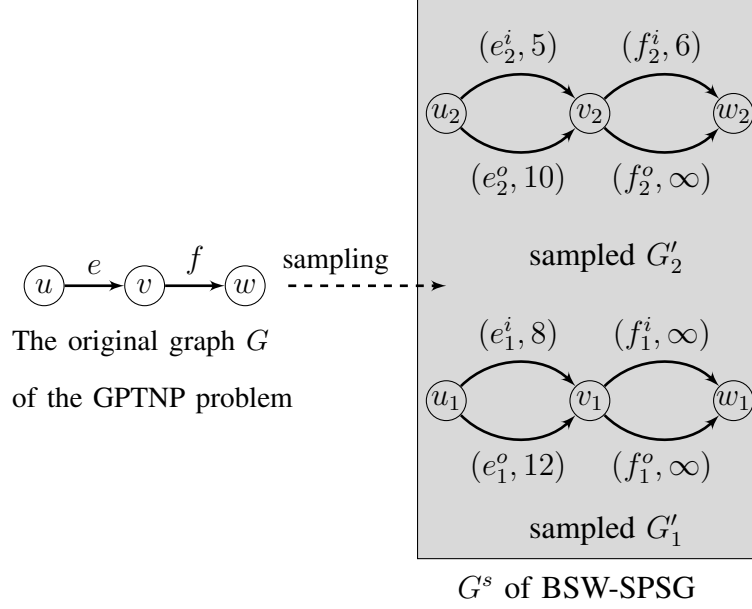 (e_2^i, 5) (f_2^i, 6)
u_2 v_2 w_2
(e_2^o, 10) (f_2^o, ∞)
sampled G'_2
e f sampling
u v w
The original graph G
of the GPTNP problem
(e_1^i, 8) (f_1^i, ∞)
u_1 v_1 w_1
(e_1^o, 12) (f_1^o, ∞)
sampled G'_1
G^s of BSW-SPSG